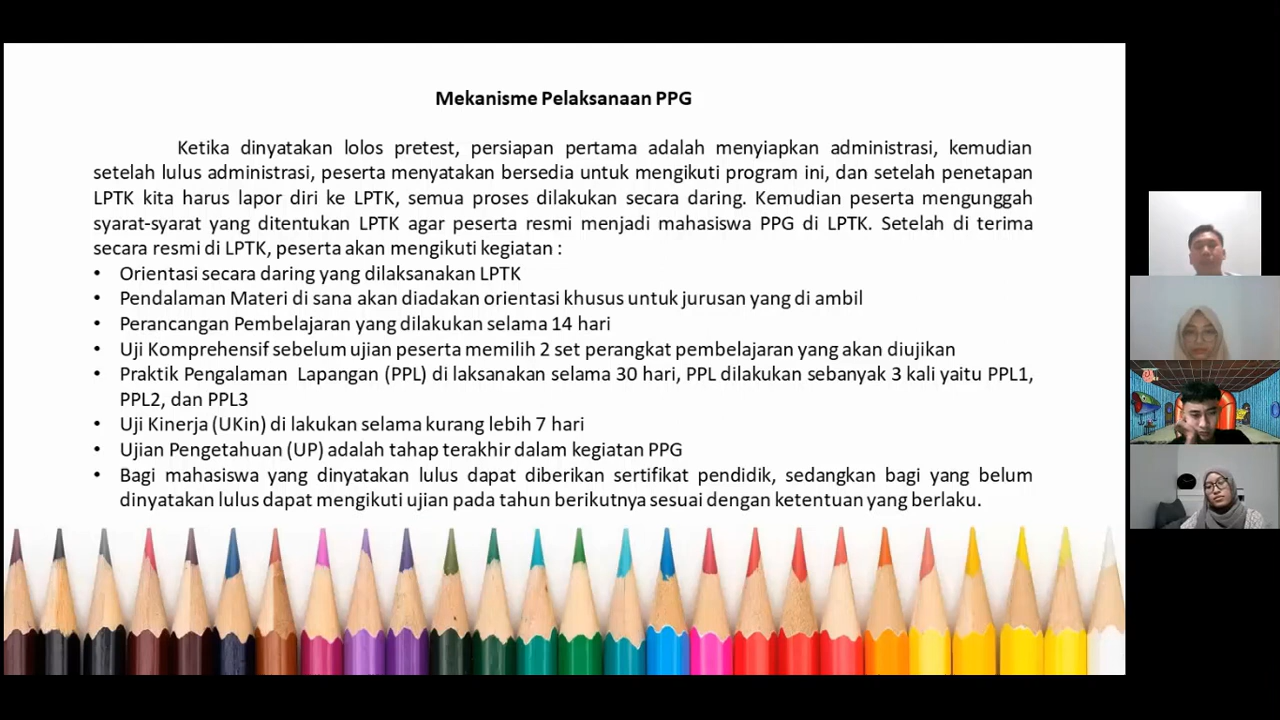 Mekanisme Pelaksanaan PPG
Ketika dinyatakan lolos pretest, persiapan pertama adalah menyiapkan administrasi, kemudian
setelah lulus administrasi, peserta menyatakan bersedia untuk mengikuti program ini, dan setelah penetapan
LPTK kita harus lapor diri ke LPTK, semua proses dilakukan secara daring. Kemudian peserta mengunggah
syarat-syarat yang ditentukan LPTK agar peserta resmi menjadi mahasiswa PPG di LPTK. Setelah di terima
secara resmi di LPTK, peserta akan mengikuti kegiatan :
• Orientasi secara daring yang dilaksanakan LPTK
• Pendalaman Materi di sana akan diadakan orientasi khusus untuk jurusan yang di ambil
• Perancangan Pembelajaran yang dilakukan selama 14 hari
• Uji Komprehensif sebelum ujian peserta memilih 2 set perangkat pembelajaran yang akan diujikan
• Praktik Pengalaman Lapangan (PPL) di laksanakan selama 30 hari, PPL dilakukan sebanyak 3 kali yaitu PPL1,
PPL2, dan PPL3
• Uji Kinerja (UKin) di lakukan selama kurang lebih 7 hari
• Ujian Pengetahuan (UP) adalah tahap terakhir dalam kegiatan PPG
• Bagi mahasiswa yang dinyatakan lulus dapat diberikan sertifikat pendidik, sedangkan bagi yang belum
dinyatakan lulus dapat mengikuti ujian pada tahun berikutnya sesuai dengan ketentuan yang berlaku.